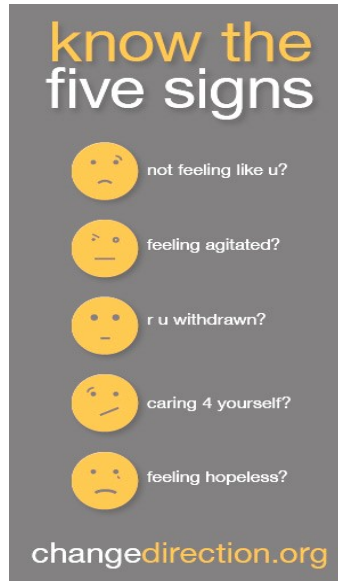 know the
five signs
not feeling like u?
feeling agitated?
r u withdrawn?
caring 4 yourself?
feeling hopeless?
changedirection.org